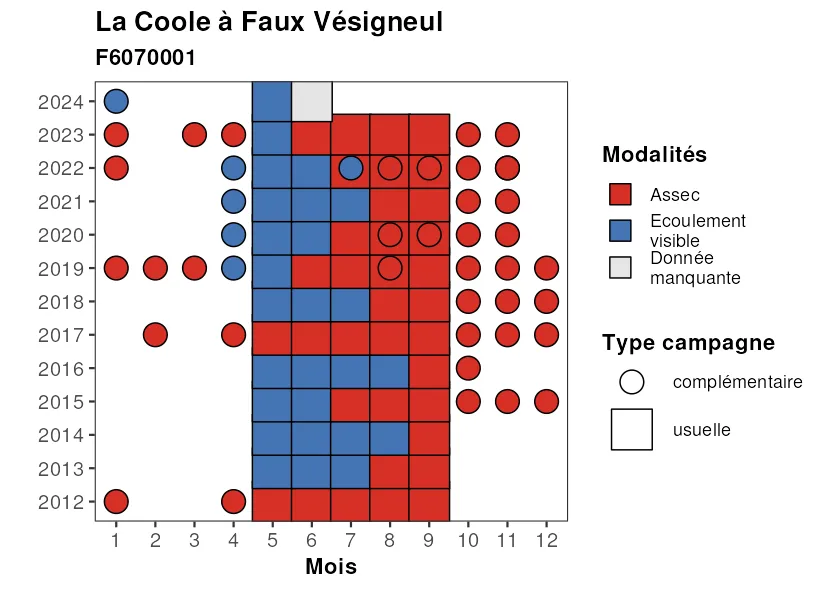 La Coole à Faux Vésigneul
F6070001
2024
2023
2022
2021
2020
2019
2018
2017
2016
2015
2014
2013
2012
1 2 3 4 5 6 7 8 9 10 11 12
Mois
Modalités
Assec
Ecoulement
visible
Donnée
manquante
Type campagne
complémentaire
usuelle